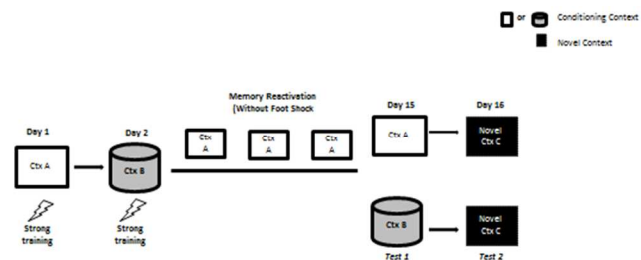 or
Conditioning Context
Novel Context
Memory Reactivation
(Without Foot Shock
Day 1
Day 2
Day 15
Day 16
Ctx A
Ctx B
Ctx
A
Ctx
A
Ctx
A
Ctx A
Novel
Ctx C
Strong
training
Strong
training
Ctx B
Novel
Ctx C
Test 1
Test 2